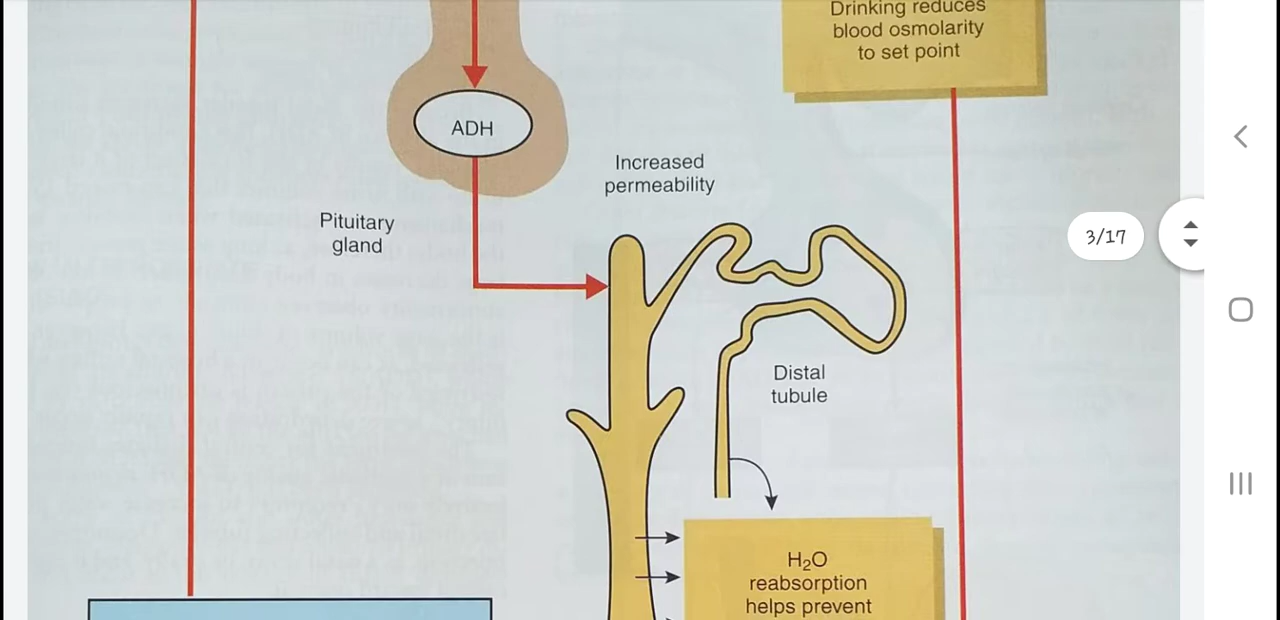 Drinking reduces
blood osmolarity
to set point
ADH
Increased
permeability
Pituitary
gland
3/17
Distal
tubule
H₂O
reabsorption
helps prevent